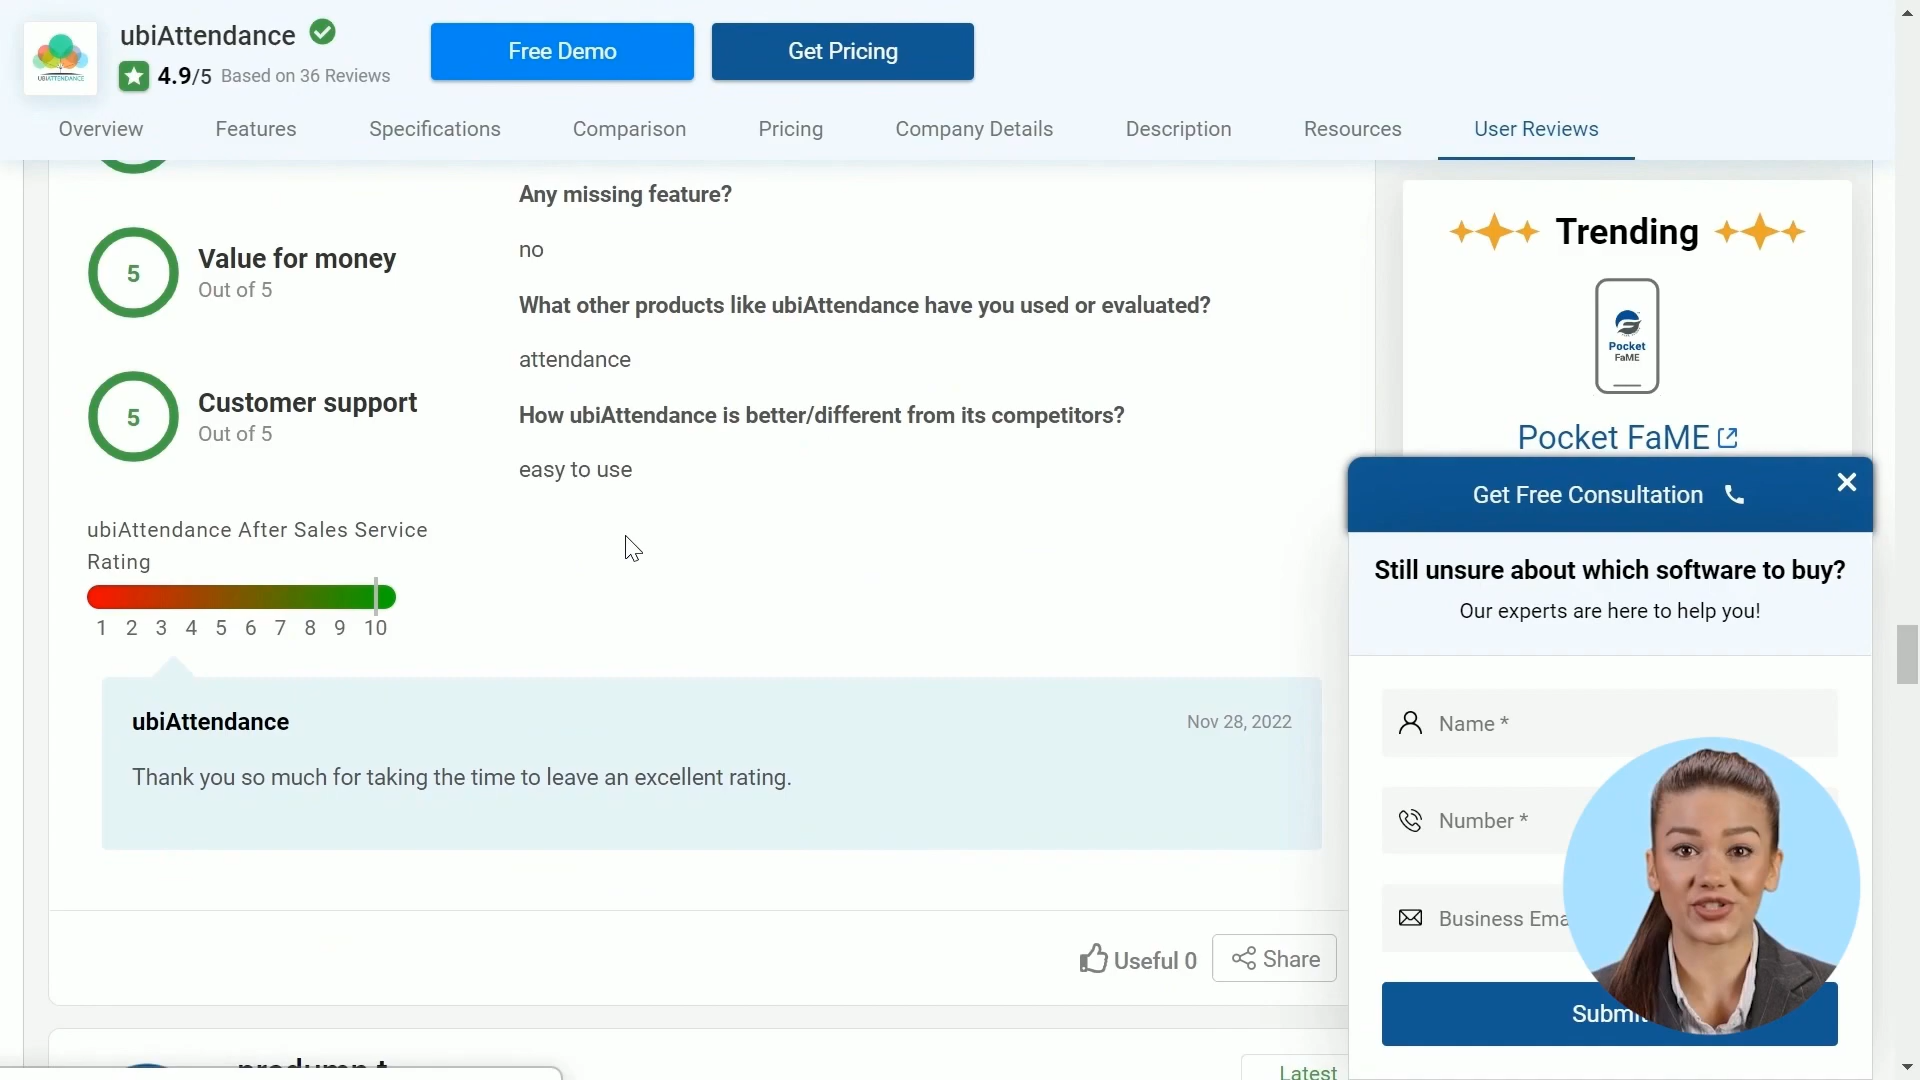 ubiAttendance
4.9/5 Based on 36 Reviews
Free Demo
Get Pricing
UBIATTENDANCE
Overview
Features
Specifications
Comparison
Pricing
Company Details
Description
Resources
User Reviews
5
Value for money
Out of 5
5
Customer support
Out of 5
ubiAttendance After Sales Service
Rating
1 2 3 4 5 6 7 8 9 10
Any missing feature?
no
What other products like ubiAttendance have you used or evaluated?
attendance
How ubiAttendance is better/different from its competitors?
easy to use
ubiAttendance
Nov 28, 2022
Thank you so much for taking the time to leave an excellent rating.
Useful 0
Share
Latest
Trending
Pocket
FaME
Pocket FaME
Get Free Consultation
Still unsure about which software to buy?
Our experts are here to help you!
Name *
Number *
Business Ema
Submit